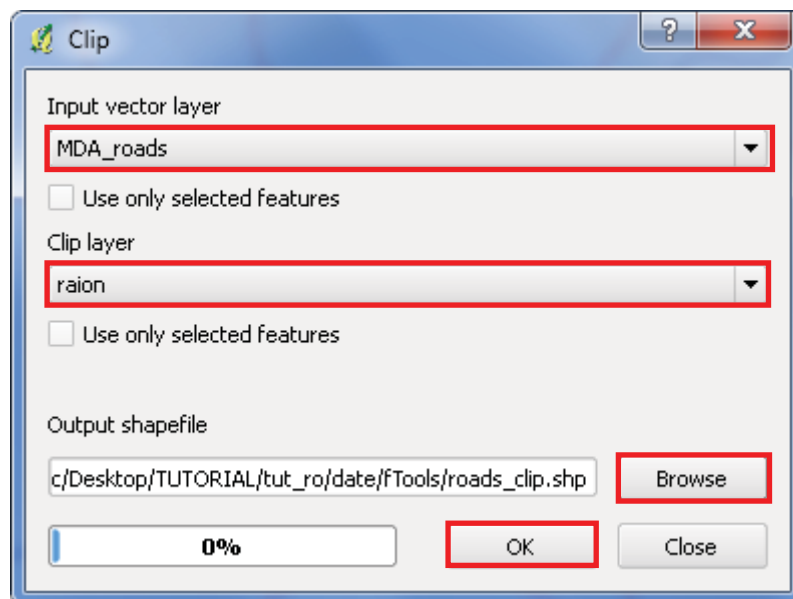 Clip
Input vector layer
MDA_roads
Use only selected features
Clip layer
raion
Use only selected features
Output shapefile
c/Desktop/TUTORIAL/tut_ro/date/fTools/roads_clip.shp
Browse
0%
OK
Close